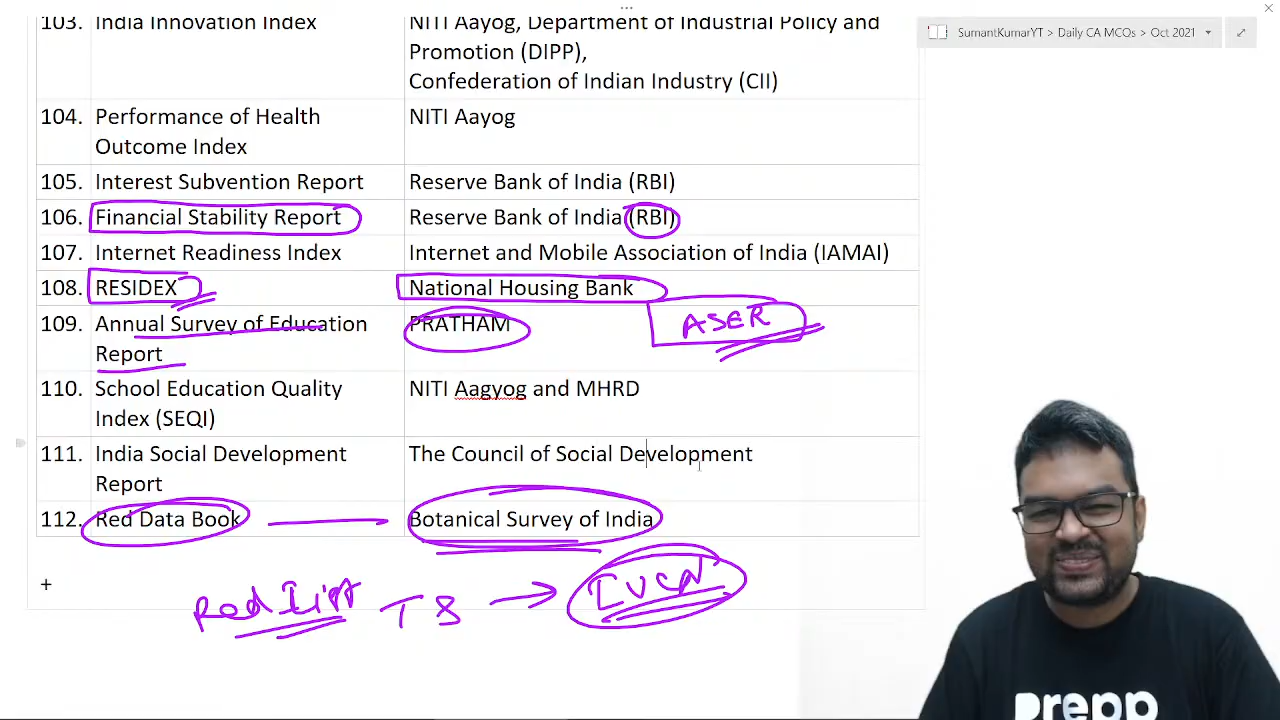 103. India Innovation Index NITI Aayog, Department of Industrial Policy and
Promotion (DIPP),
Confederation of Indian Industry (CII)
104. Performance of Health NITI Aayog
Outcome Index
105. Interest Subvention Report Reserve Bank of India (RBI)
106. Financial Stability Report Reserve Bank of India (RBI)
107. Internet Readiness Index Internet and Mobile Association of India (IAMAI)
108. RESIDEX National Housing Bank
109. Annual Survey of Education PRATHAM ASER
Report
110. School Education Quality NITI Aagyog and MHRD
Index (SEQI)
111. India Social Development The Council of Social Development
Report
112. Red Data Book Botanical Survey of India
+
Red List TS → IUCN
SumantKumarYT > Daily CA MCQs > Oct 2021
Prepp